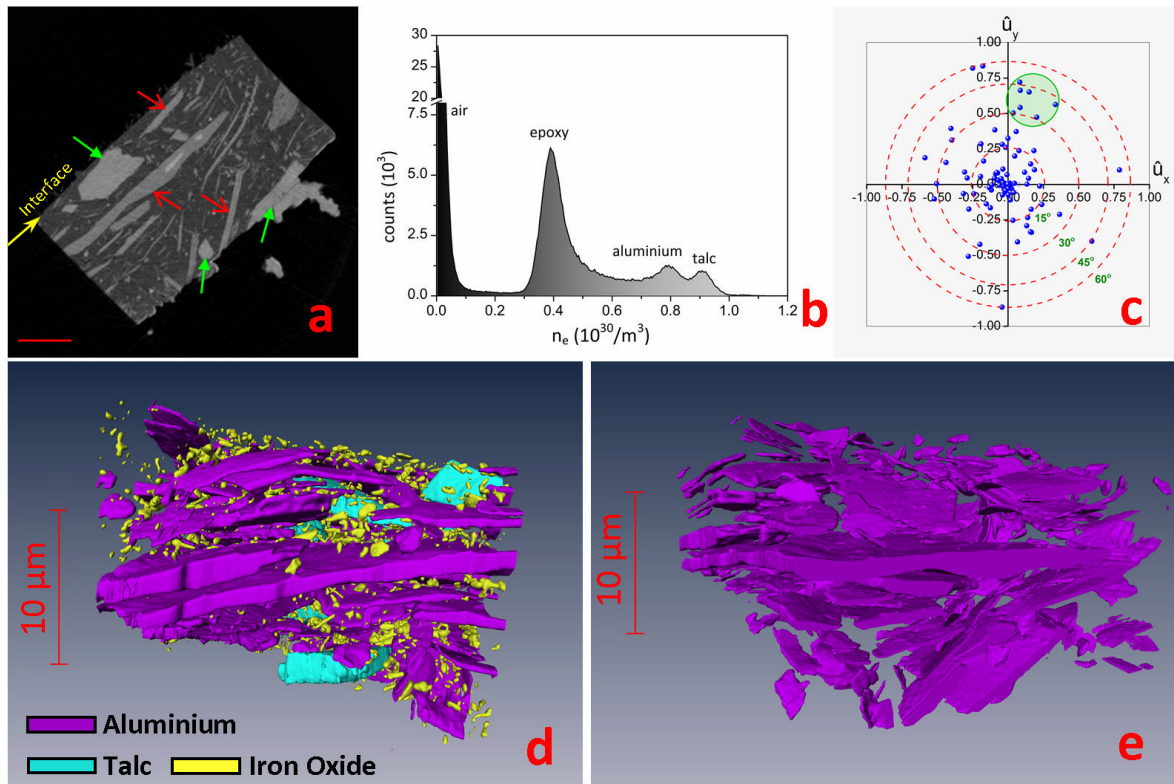 Interface
a
30
25
20
7.5
5.0
2.5
0.0
counts (10³)
air
epoxy
aluminium
talc
0.0 0.2 0.4 0.6 0.8 1.0 1.2
nₑ (10³⁰/m³)
b
ûy
1.00
0.75
0.50
0.25
0.00
-0.25
-0.50
-0.75
-1.00
-1.00 -0.75 -0.50 -0.25 0.00 0.25 0.50 0.75 1.00
ûx
15°
30°
45°
60°
c
10 µm
Aluminium
Talc
Iron Oxide
d
10 µm
e